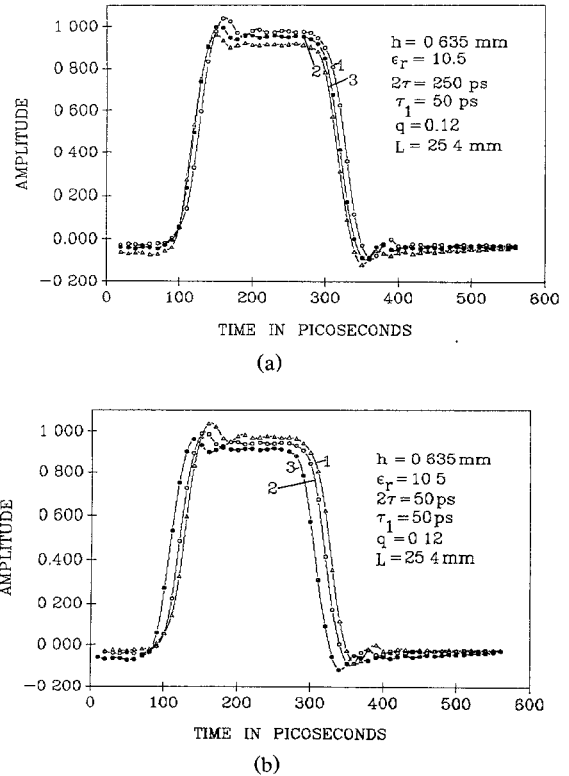 1 000
0 800
0 600
0 400
0 200
0.000
−0 200
AMPLITUDE
1
2
3
h = 0 635 mm
ϵr = 10.5
2τ = 250 ps
τ1 = 50 ps
q = 0.12
L = 25 4 mm
0 100 200 300 400 500 600
TIME IN PICOSECONDS
(a)
1 000
0 800
0 600
0 400
0 200
0 000
−0 200
AMPLITUDE
3
2
1
h = 0 635 mm
ϵr = 10 5
2τ = 50 ps
τ1 = 50 ps
q = 0 12
L = 25 4 mm
0 100 200 300 400 500 600
TIME IN PICOSECONDS
(b)